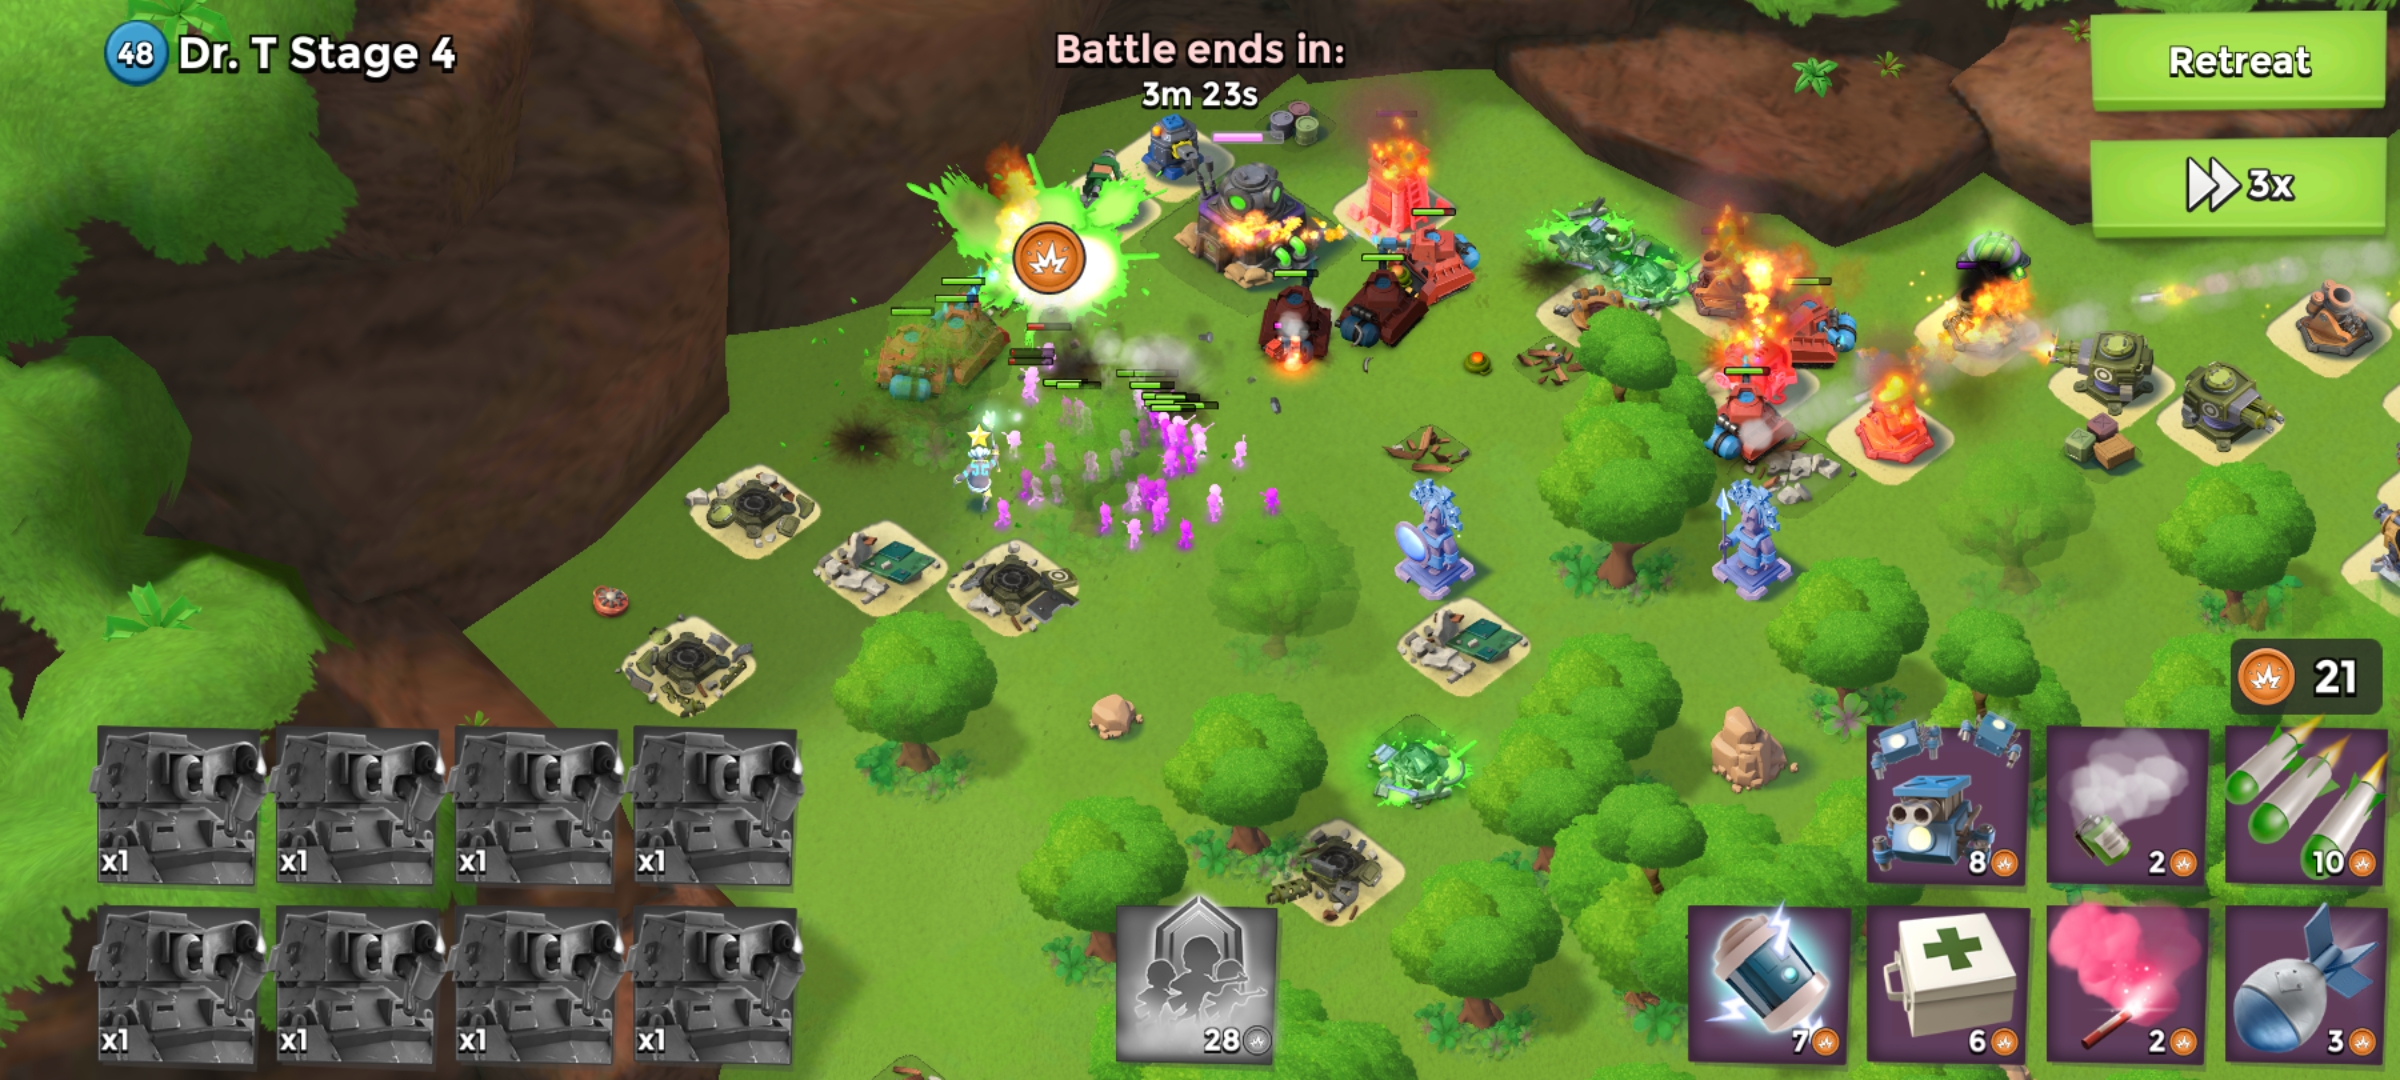 48 Dr. T Stage 4
Battle ends in:
3m 23s
Retreat
3x
21
x1 x1 x1 x1
8 2 10
x1 x1 x1 x1
28
7 6 2 3